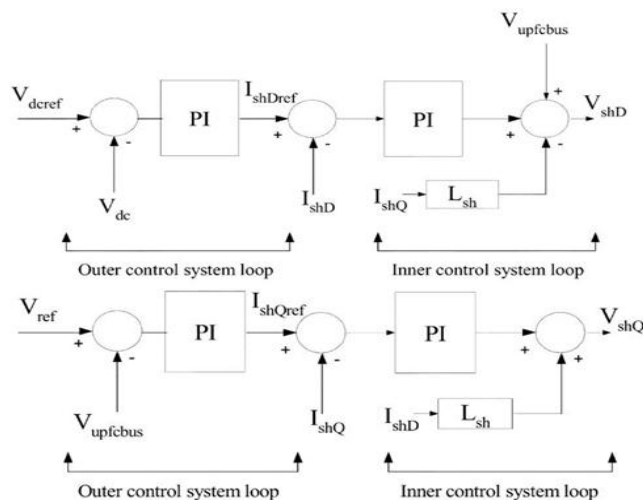 V_upfcbus
V_dcref + - PI I_shDref + - PI + + - V_shD
V_dc I_shD I_shQ L_sh
Outer control system loop Inner control system loop
V_ref + - PI I_shQref + - PI + + V_shQ
V_upfcbus I_shQ I_shD L_sh
Outer control system loop Inner control system loop